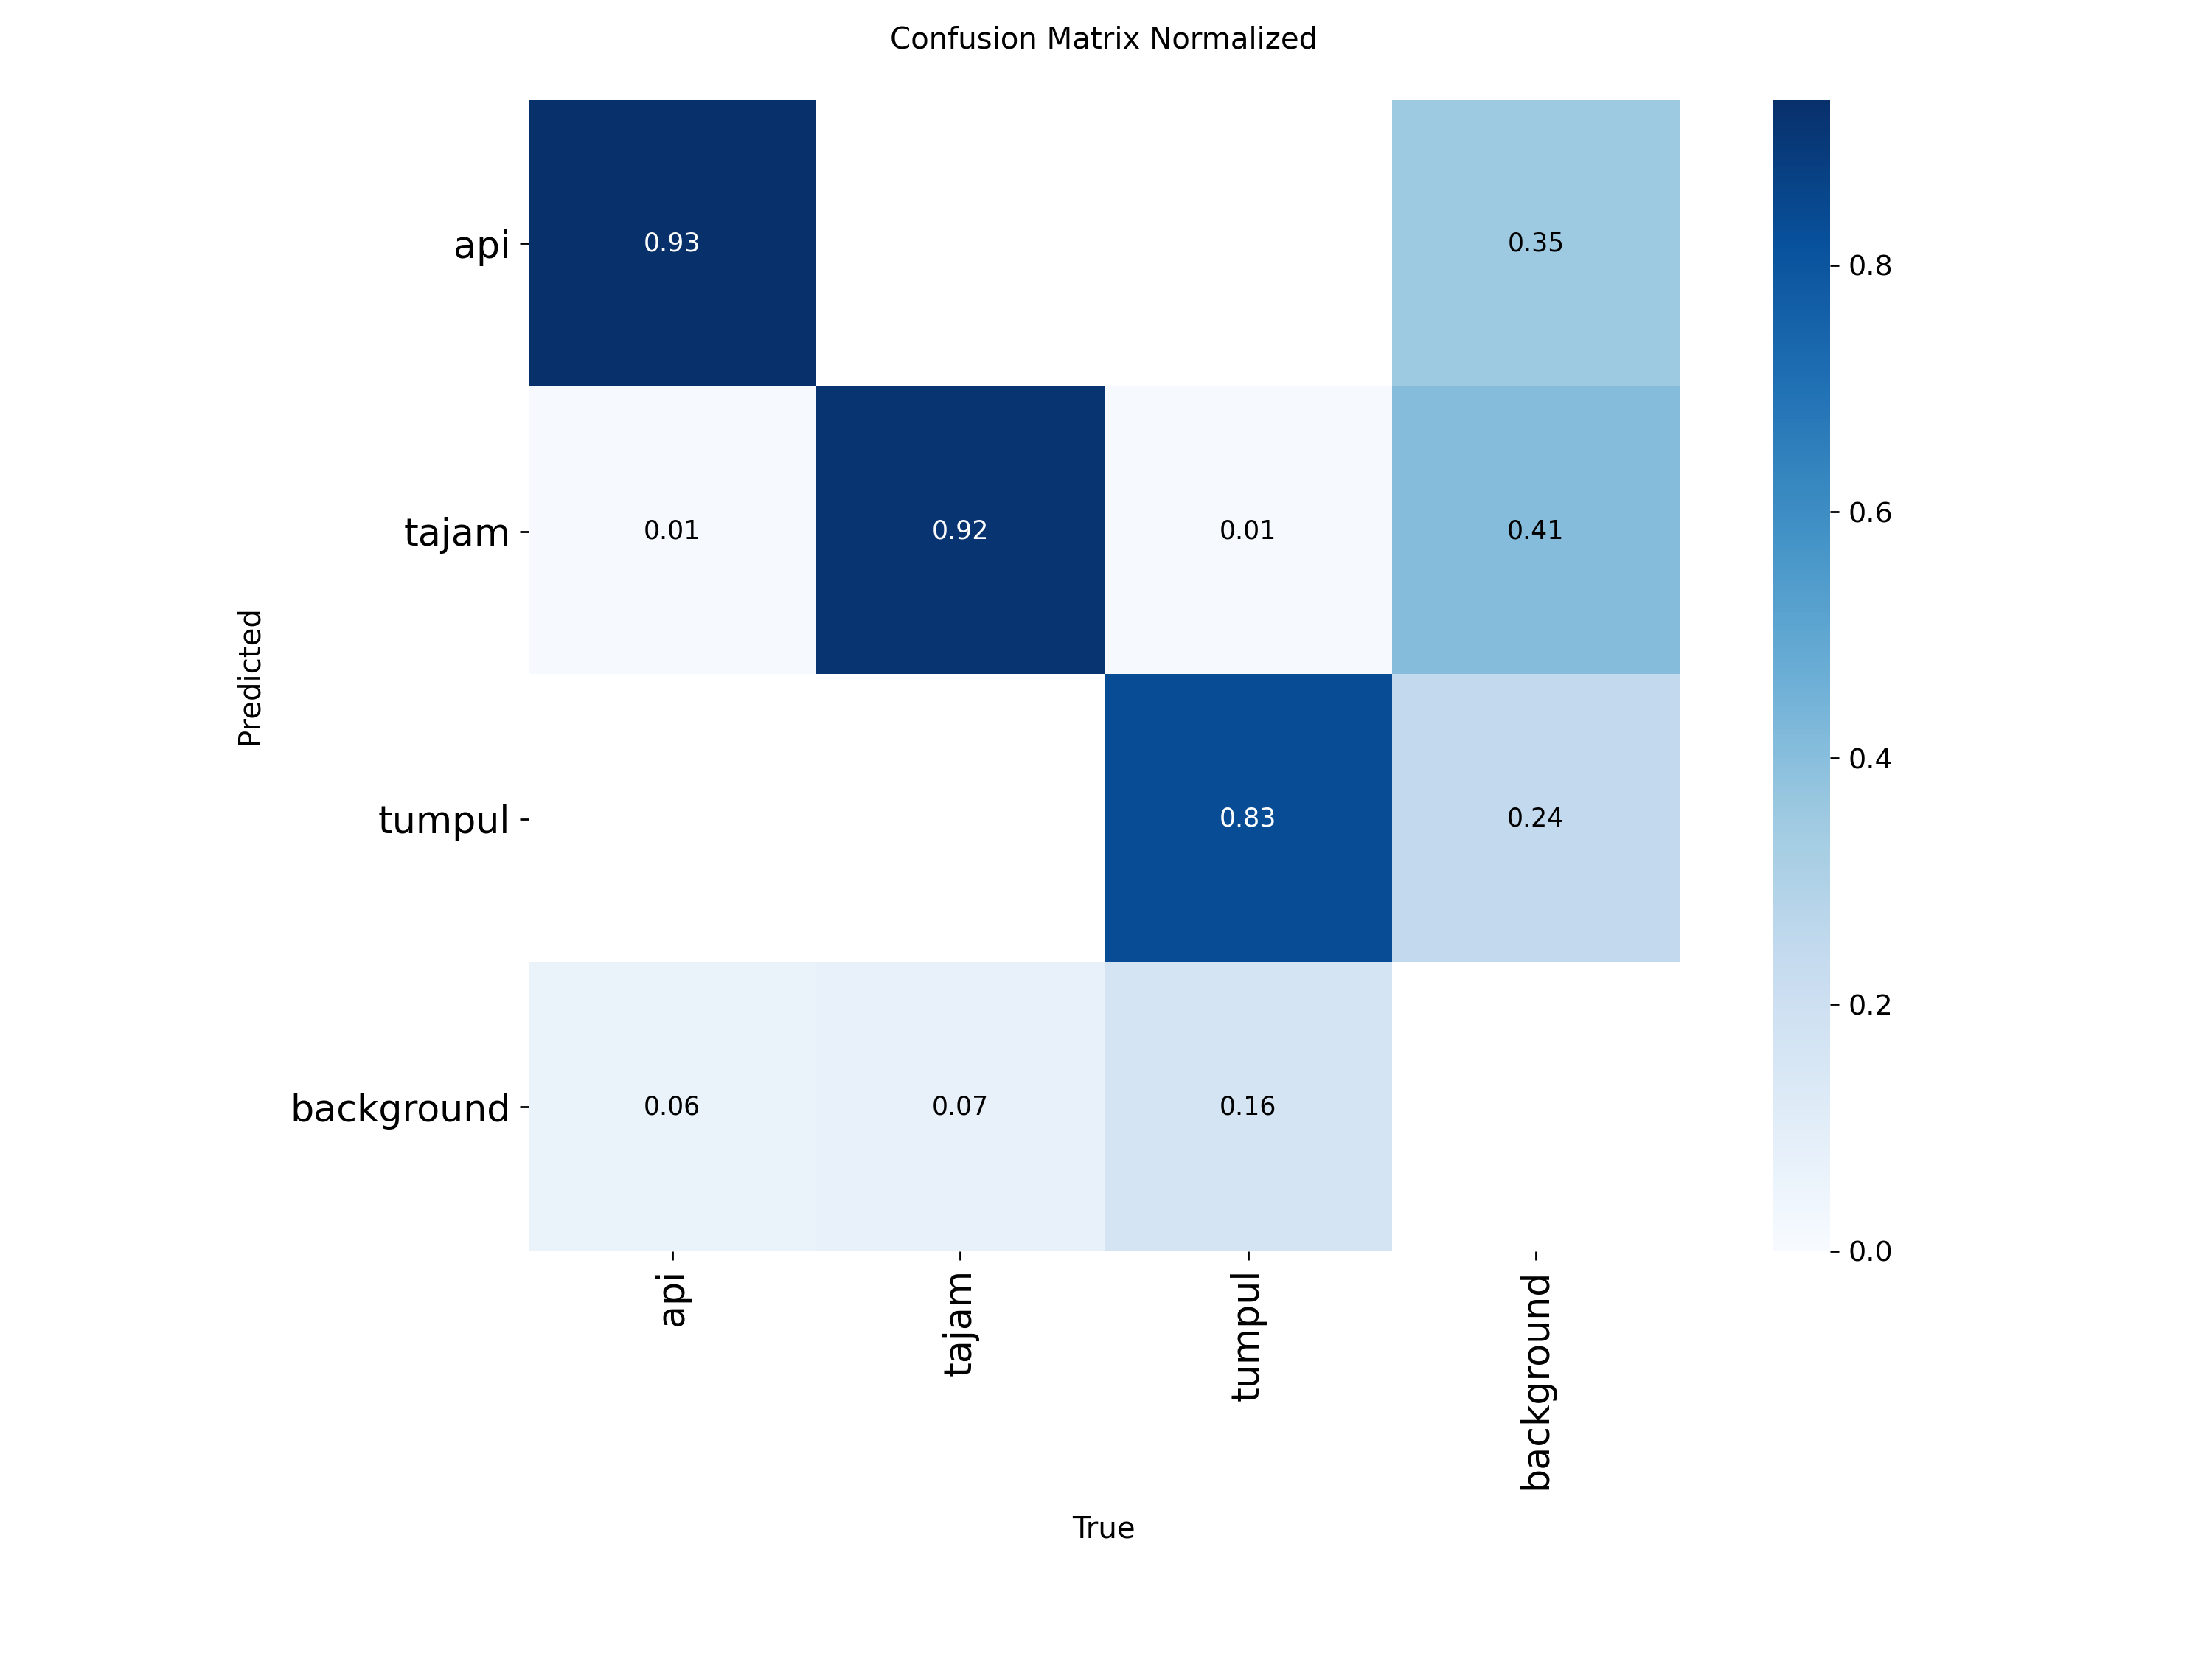 Confusion Matrix Normalized
api
0.93
0.35
0.8
tajam
0.01
0.92
0.01
0.41
0.6
Predicted
0.4
tumpul
0.83
0.24
0.2
background
0.06
0.07
0.16
0.0
api
tajam
tumpul
background
True